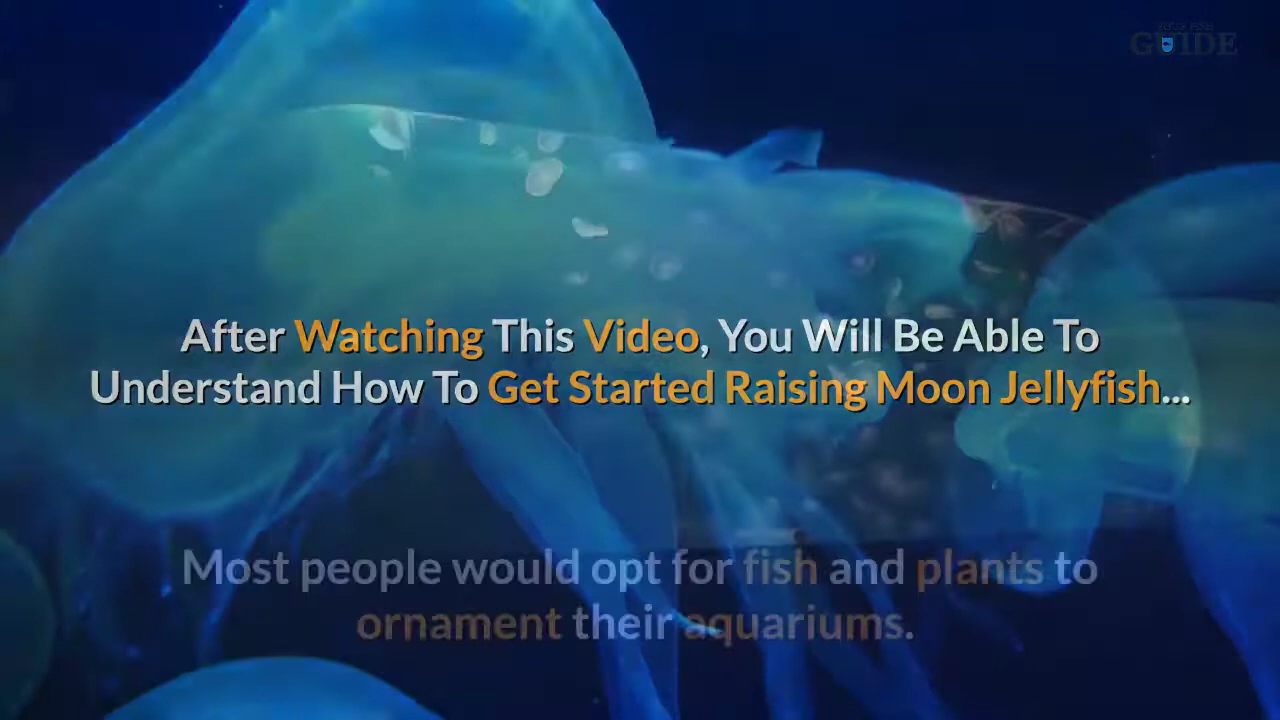 GUIDE
After Watching This Video, You Will Be Able To
Understand How To Get Started Raising Moon Jellyfish...
Most people would opt for fish and plants to
ornament their aquariums.